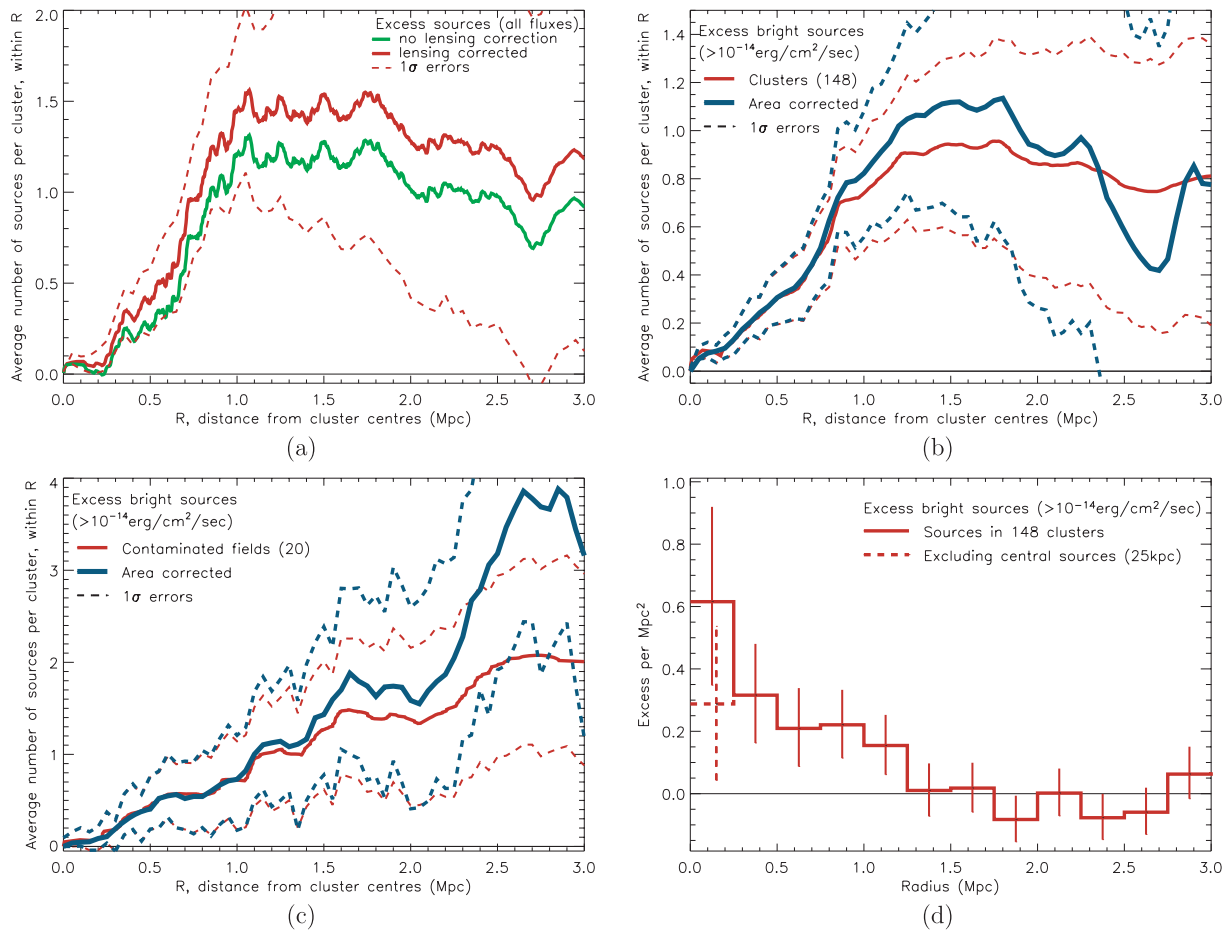 Excess sources (all fluxes)
no lensing correction
lensing corrected
1σ errors
Average number of sources per cluster, within R
2.0
1.5
1.0
0.5
0.0
0.0 0.5 1.0 1.5 2.0 2.5 3.0
R, distance from cluster centres (Mpc)
(a)
Excess bright sources
(>10⁻¹⁴erg/cm²/sec)
Clusters (148)
Area corrected
1σ errors
Average number of sources per cluster, within R
1.4
1.2
1.0
0.8
0.6
0.4
0.2
0.0
0.0 0.5 1.0 1.5 2.0 2.5 3.0
R, distance from cluster centres (Mpc)
(b)
Excess bright sources
(>10⁻¹⁴erg/cm²/sec)
Contaminated fields (20)
Area corrected
1σ errors
Average number of sources per cluster, within R
4
3
2
1
0
0.0 0.5 1.0 1.5 2.0 2.5 3.0
R, distance from cluster centres (Mpc)
(c)
Excess bright sources (>10⁻¹⁴erg/cm²/sec)
Sources in 148 clusters
Excluding central sources (25kpc)
Excess per Mpc²
1.0
0.8
0.6
0.4
0.2
0.0
0.0 0.5 1.0 1.5 2.0 2.5 3.0
Radius (Mpc)
(d)